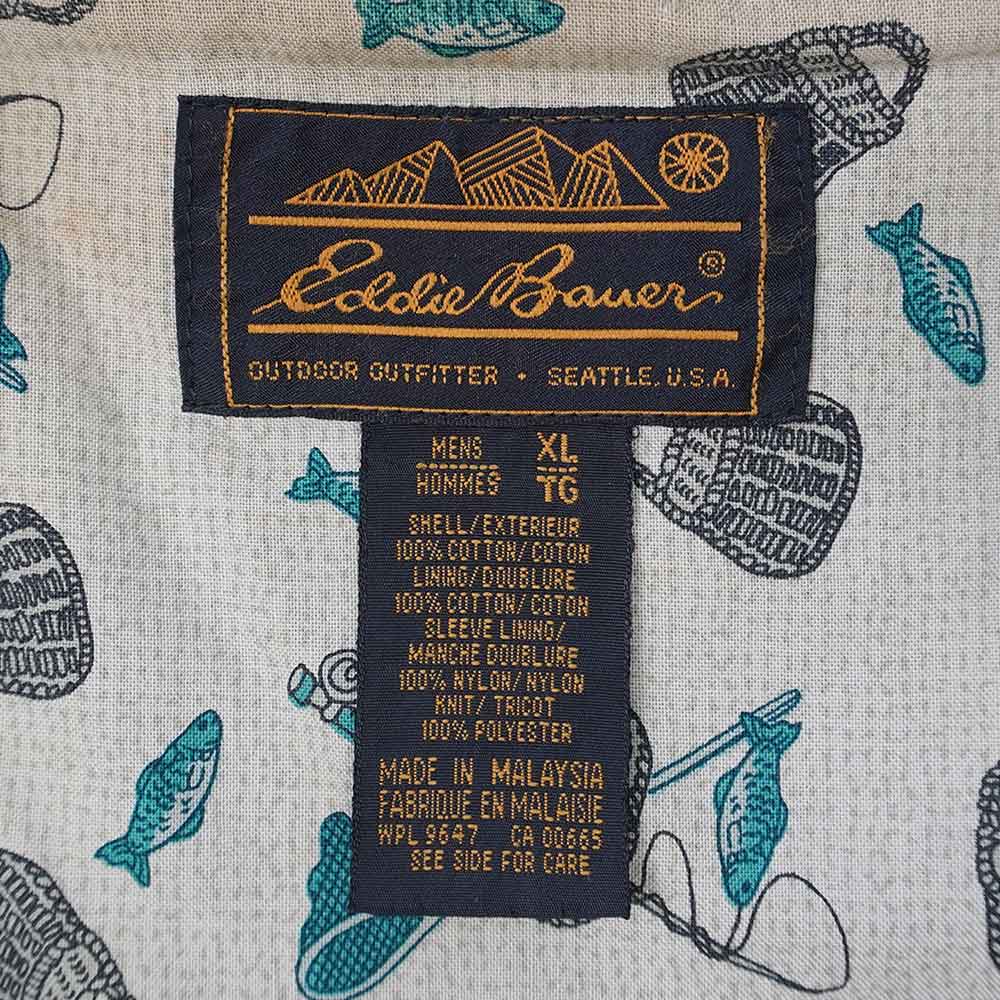 Eddie Bauer®
OUTDOOR OUTFITTER • SEATTLE, U.S.A.
MENS XL
HOMMES TG
SHELL/EXTERIEUR
100% COTTON/COTON
LINING/DOUBLURE
100% COTTON/COTON
SLEEVE LINING/
MANCHE DOUBLURE
100% NYLON/NYLON
KNIT/TRICOT
100% POLYESTER
MADE IN MALAYSIA
FABRIQUE EN MALAISIE
WPL 9647 CA 00665
SEE SIDE FOR CARE